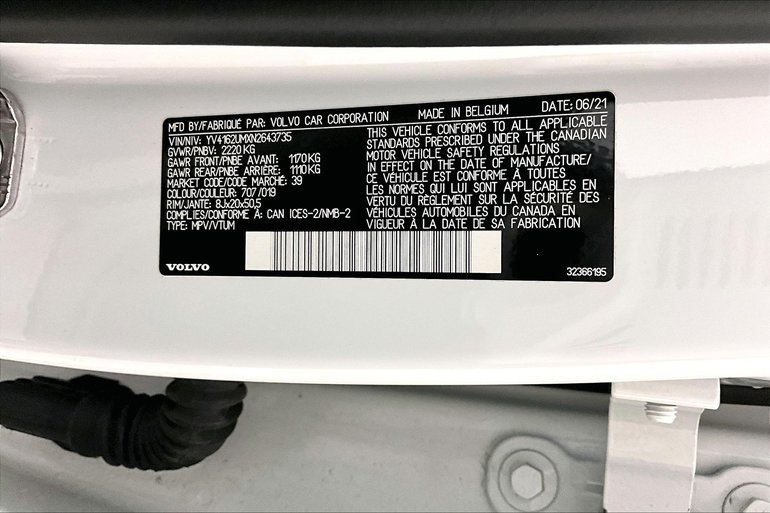 MFD BY/FABRIQUÉ PAR: VOLVO CAR CORPORATION MADE IN BELGIUM DATE: 06/21
VIN/NIV: YV4162UMXN2643735
GVWR/PNBV: 2220 KG
GAWR FRONT/PNBE AVANT: 1170 KG
GAWR REAR/PNBE ARRIÈRE: 1110 KG
MARKET CODE/CODE MARCHÉ: 39
COLOUR/COULEUR: 707/019
RIM/JANTE: 8Jx20x50,5
COMPLIES/CONFORME À: CAN ICES-2/NMB-2
TYPE: MPV/VTUM
THIS VEHICLE CONFORMS TO ALL APPLICABLE
STANDARDS PRESCRIBED UNDER THE CANADIAN
MOTOR VEHICLE SAFETY REGULATIONS
IN EFFECT ON THE DATE OF MANUFACTURE/
CE VÉHICULE EST CONFORME À TOUTES
LES NORMES QUI LUI SONT APPLICABLES EN
VERTU DU RÈGLEMENT SUR LA SÉCURITÉ DES
VÉHICULES AUTOMOBILES DU CANADA EN
VIGUEUR À LA DATE DE SA FABRICATION
VOLVO
32366195